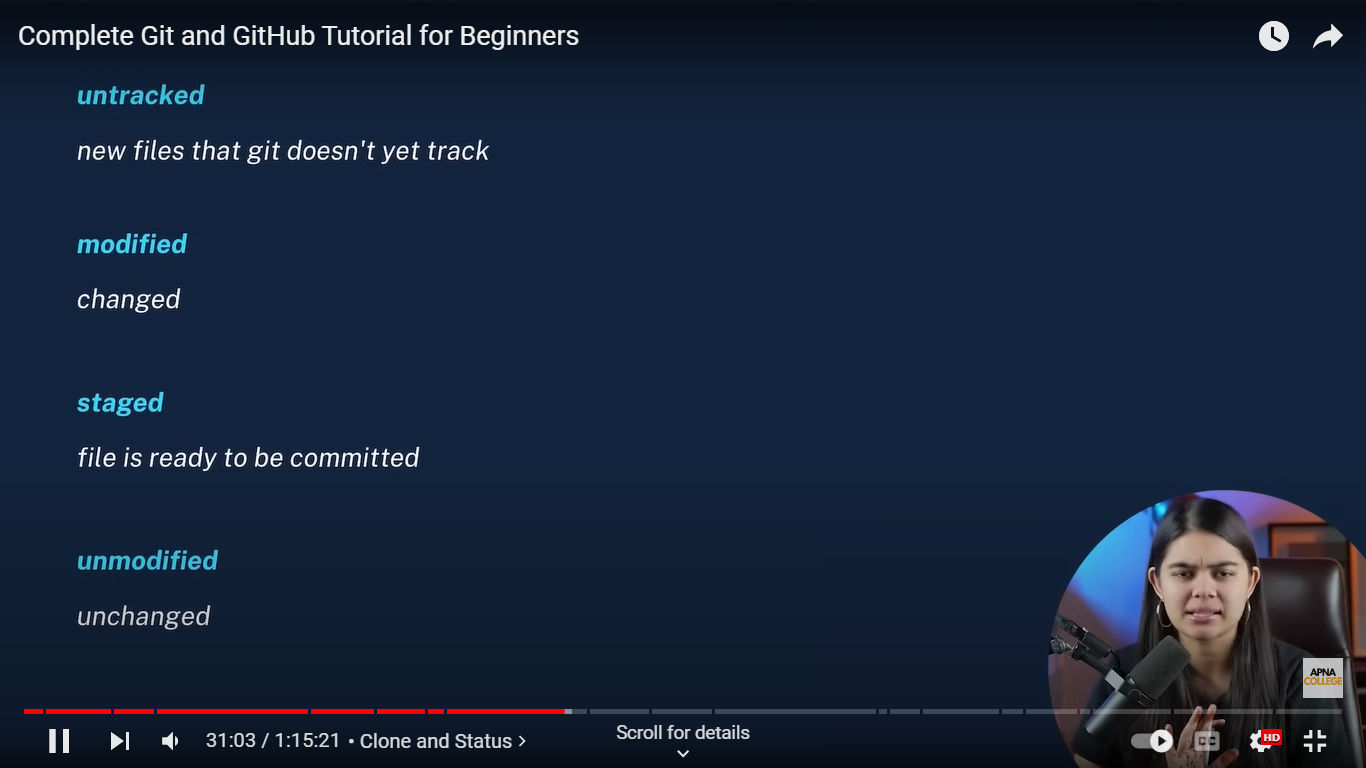 Complete Git and GitHub Tutorial for Beginners
untracked
new files that git doesn't yet track
modified
changed
staged
file is ready to be committed
unmodified
unchanged
APNA
COLLEGE
Scroll for details
31:03 / 1:15:21 • Clone and Status
CC
HD